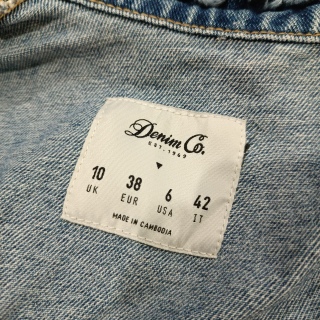 Denim Co.
EST. 1969
10 38 6 42
UK EUR USA IT
MADE IN CAMBODIA